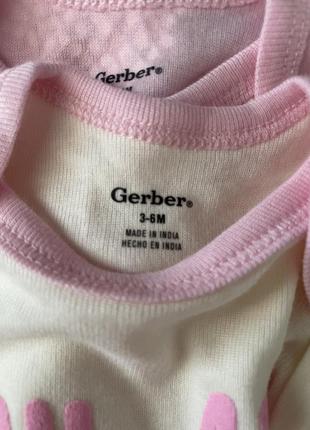 Gerber®
Gerber®
3-6M
MADE IN INDIA
HECHO EN INDIA